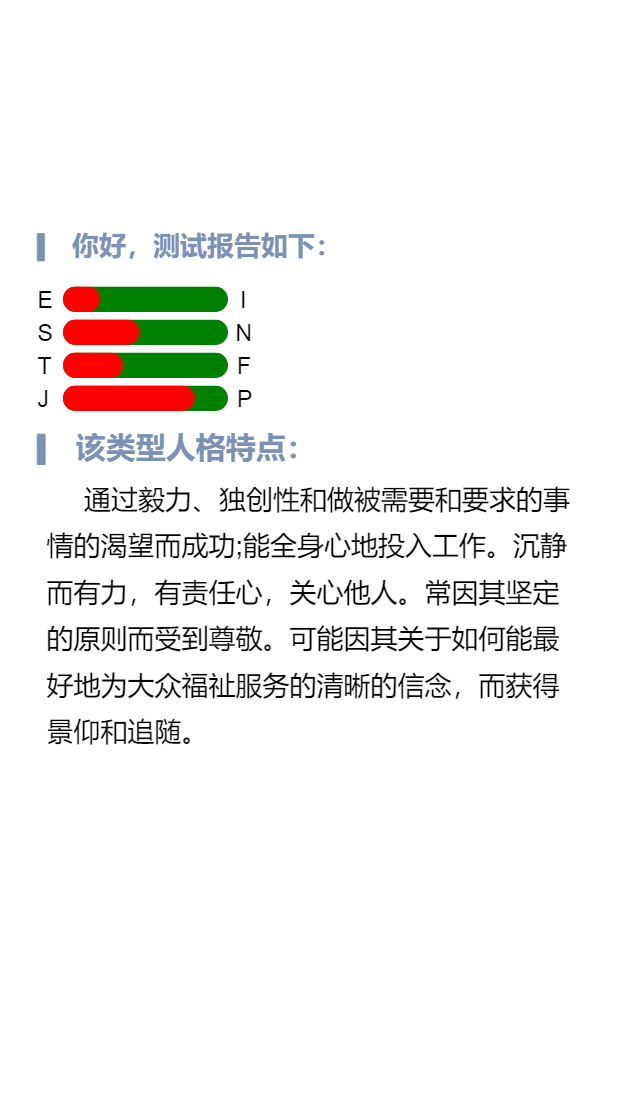 你好，测试报告如下：
E I
S N
T F
J P
该类型人格特点：
通过毅力、独创性和做被需要和要求的事
情的渴望而成功;能全身心地投入工作。沉静
而有力，有责任心，关心他人。常因其坚定
的原则而受到尊敬。可能因其关于如何能最
好地为大众福祉服务的清晰的信念，而获得
景仰和追随。